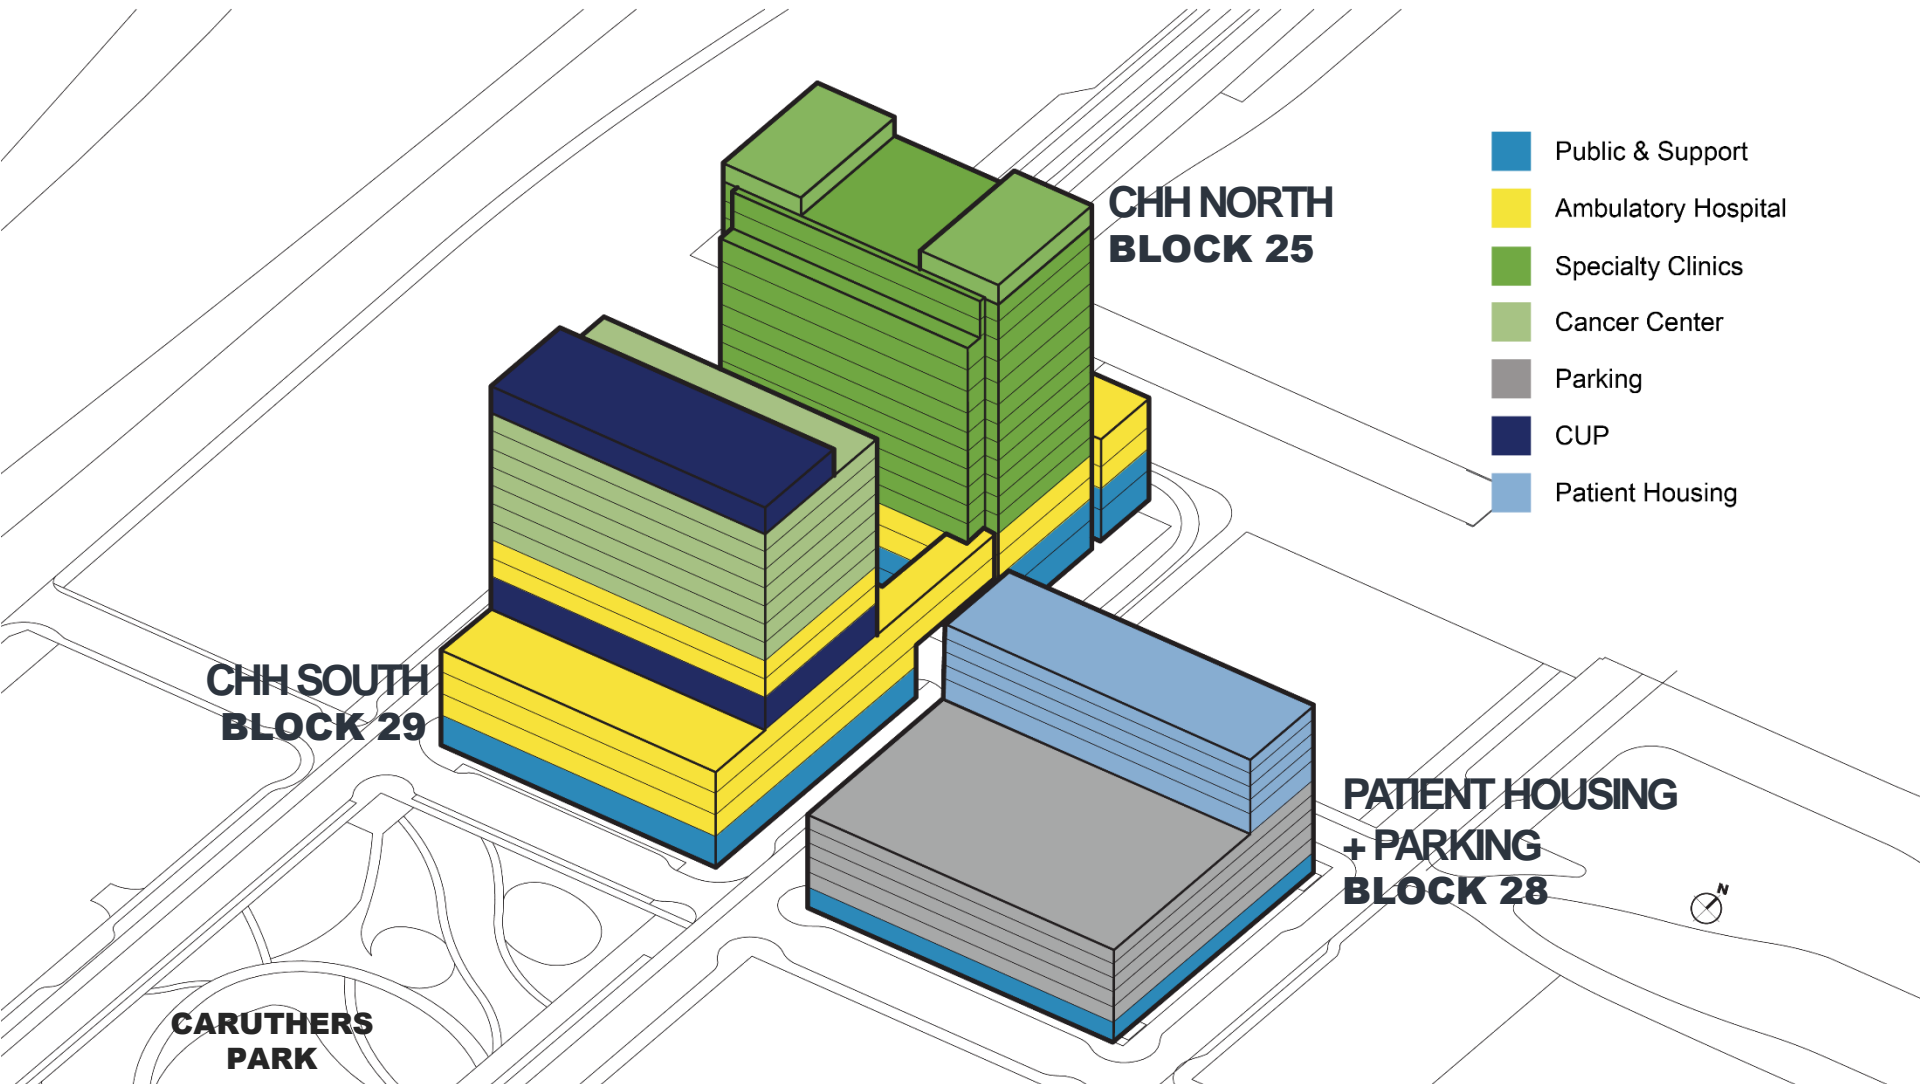 CHH NORTH
BLOCK 25
Public & Support
Ambulatory Hospital
Specialty Clinics
Cancer Center
Parking
CUP
Patient Housing
CHH SOUTH
BLOCK 29
PATIENT HOUSING
+ PARKING
BLOCK 28
N
CARUTHERS
PARK